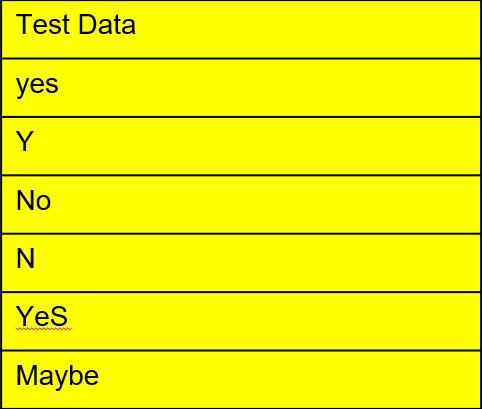 Test Data
yes
Y
No
N
YeS
Maybe